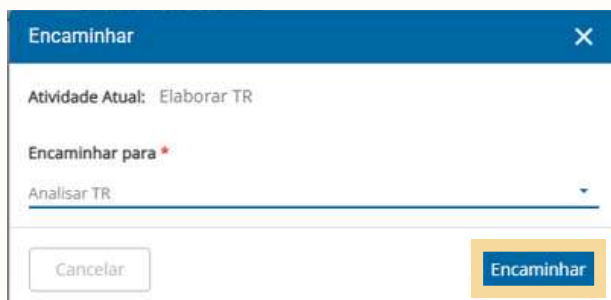 Encaminhar
Atividade Atual: Elaborar TR
Encaminhar para *
Analisar TR
Cancelar Encaminhar